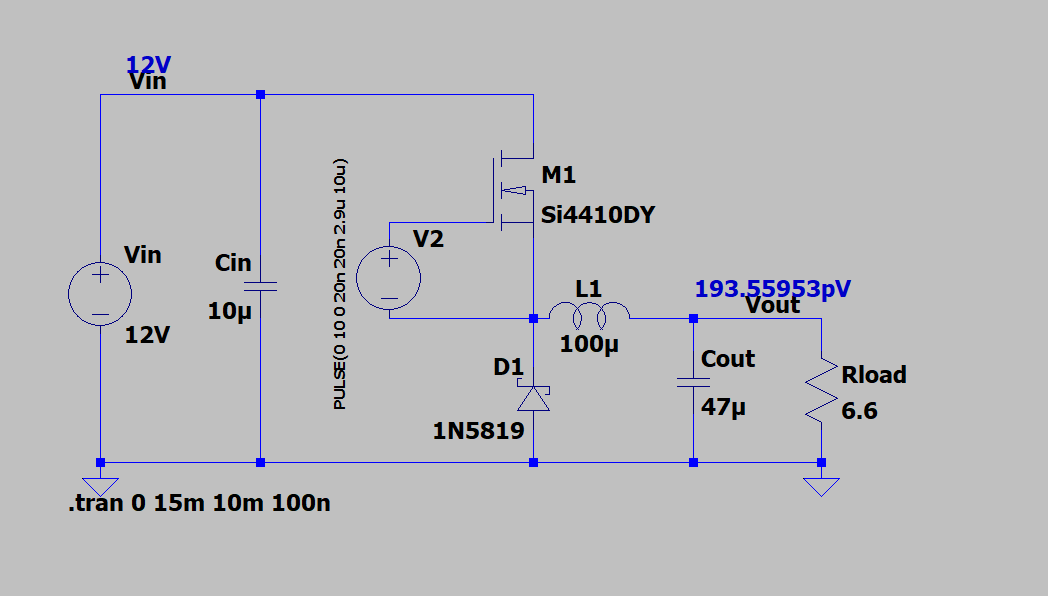 12V
Vin
Vin
12V
Cin
10µ
PULSE(0 10 0 20n 20n 2.9u 10u)
V2
M1
Si4410DY
L1
100µ
193.55953pV
Vout
D1
1N5819
Cout
47µ
Rload
6.6
.tran 0 15m 10m 100n